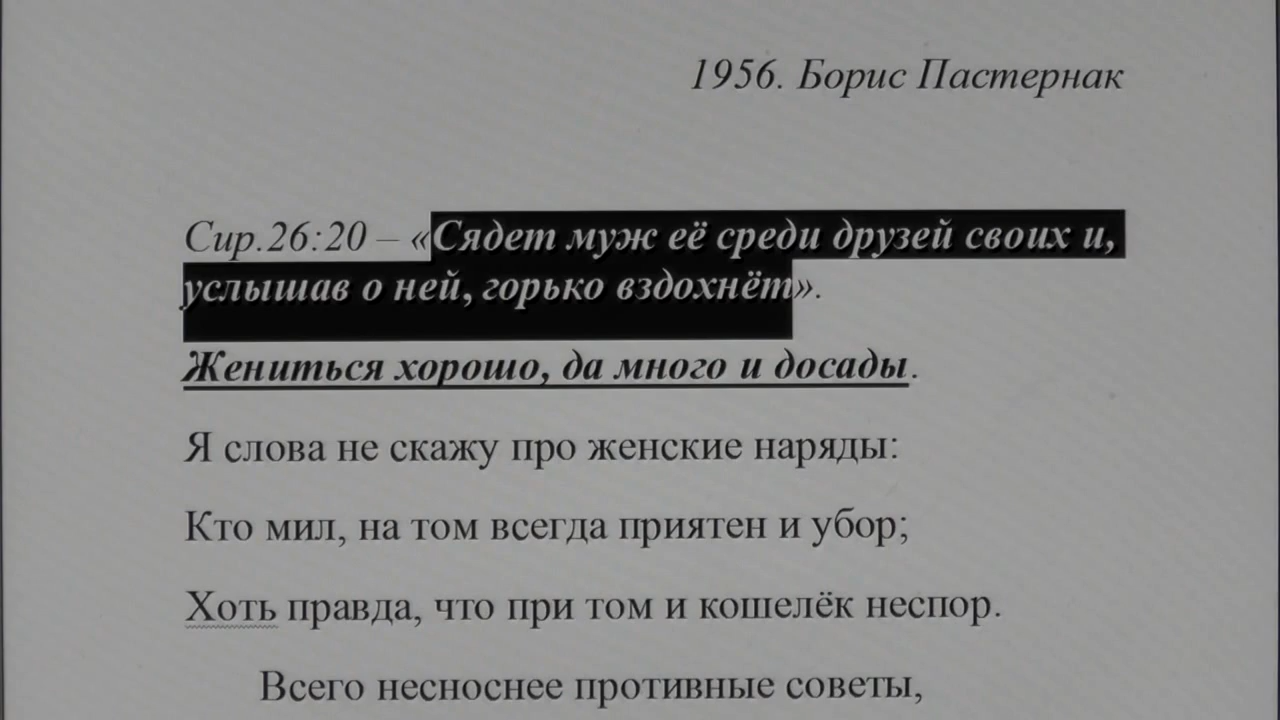 1956. Борис Пастернак
Сир.26:20 – «Сядет муж её среди друзей своих и,
услышав о ней, горько вздохнёт».
Жениться хорошо, да много и досады.
Я слова не скажу про женские наряды:
Кто мил, на том всегда приятен и убор;
Хоть правда, что при том и кошелёк неспор.
Всего несноснее противные советы,